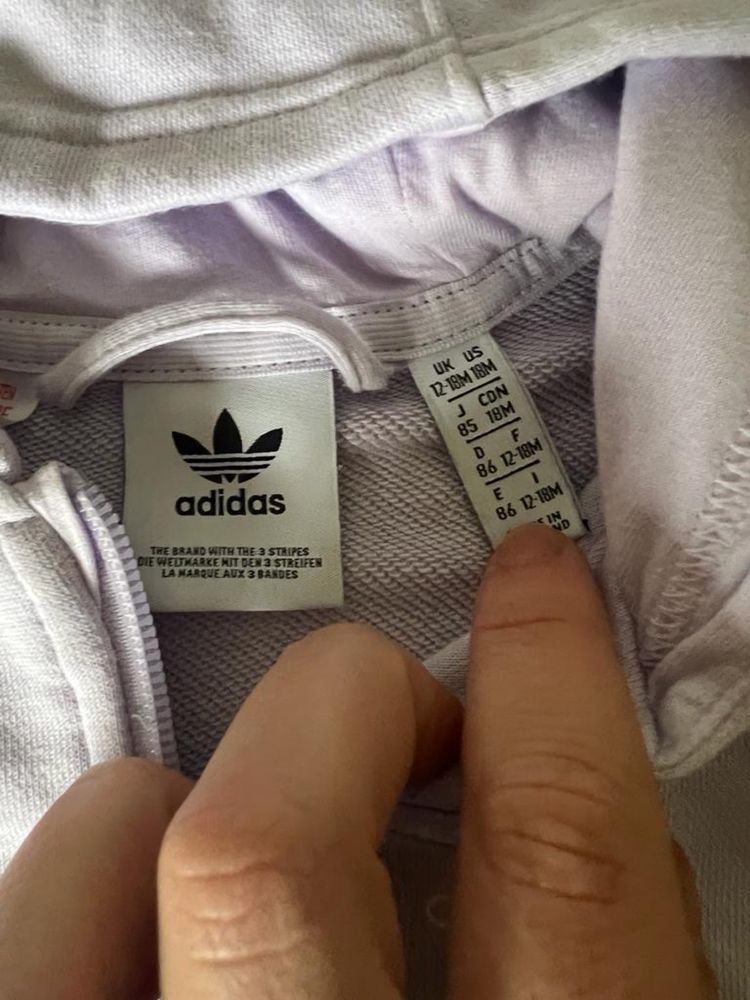 adidas
THE BRAND WITH THE 3 STRIPES
DIE WELTMARKE MIT DEN 3 STREIFEN
LA MARQUE AUX 3 BANDES
UK US
12-18M 18M
J CDN
85 18M
D F
86 12-18M
E I
86 12-18M
IN